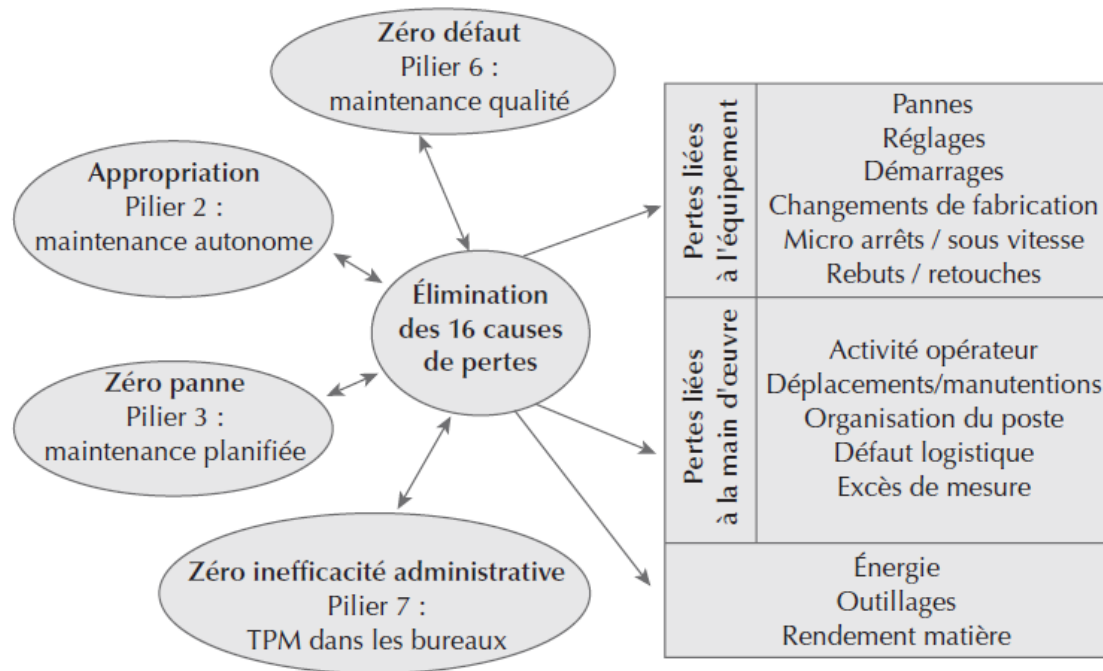 Zéro défaut
Pilier 6 :
maintenance qualité
Appropriation
Pilier 2 :
maintenance autonome
Élimination
des 16 causes
de pertes
Zéro panne
Pilier 3 :
maintenance planifiée
Zéro inefficacité administrative
Pilier 7 :
TPM dans les bureaux
Pertes liées
à l'équipement
Pannes
Réglages
Démarrages
Changements de fabrication
Micro arrêts / sous vitesse
Rebuts / retouches
Pertes liées
à la main d'œuvre
Activité opérateur
Déplacements/manutentions
Organisation du poste
Défaut logistique
Excès de mesure
Énergie
Outillages
Rendement matière